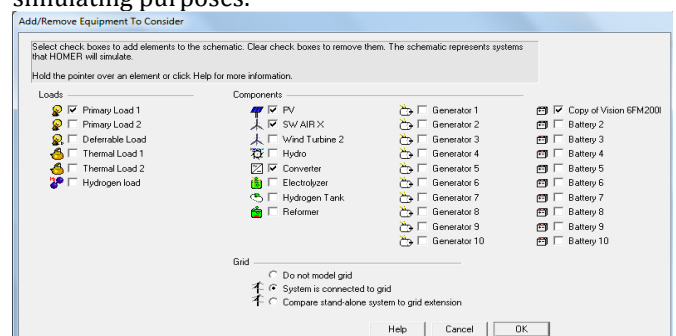 simulating purposes.
Add/Remove Equipment To Consider
Select check boxes to add elements to the schematic. Clear check boxes to remove them. The schematic represents systems
that HOMER will simulate.
Hold the pointer over an element or click Help for more information.
Loads
Primary Load 1
Primary Load 2
Deferrable Load
Thermal Load 1
Thermal Load 2
Hydrogen load
Components
PV
SW AIR X
Wind Turbine 2
Hydro
Converter
Electrolyzer
Hydrogen Tank
Reformer
Generator 1
Generator 2
Generator 3
Generator 4
Generator 5
Generator 6
Generator 7
Generator 8
Generator 9
Generator 10
Copy of Vision 6FM200I
Battery 2
Battery 3
Battery 4
Battery 5
Battery 6
Battery 7
Battery 8
Battery 9
Battery 10
Grid
Do not model grid
System is connected to grid
Compare stand-alone system to grid extension
Help
Cancel
OK